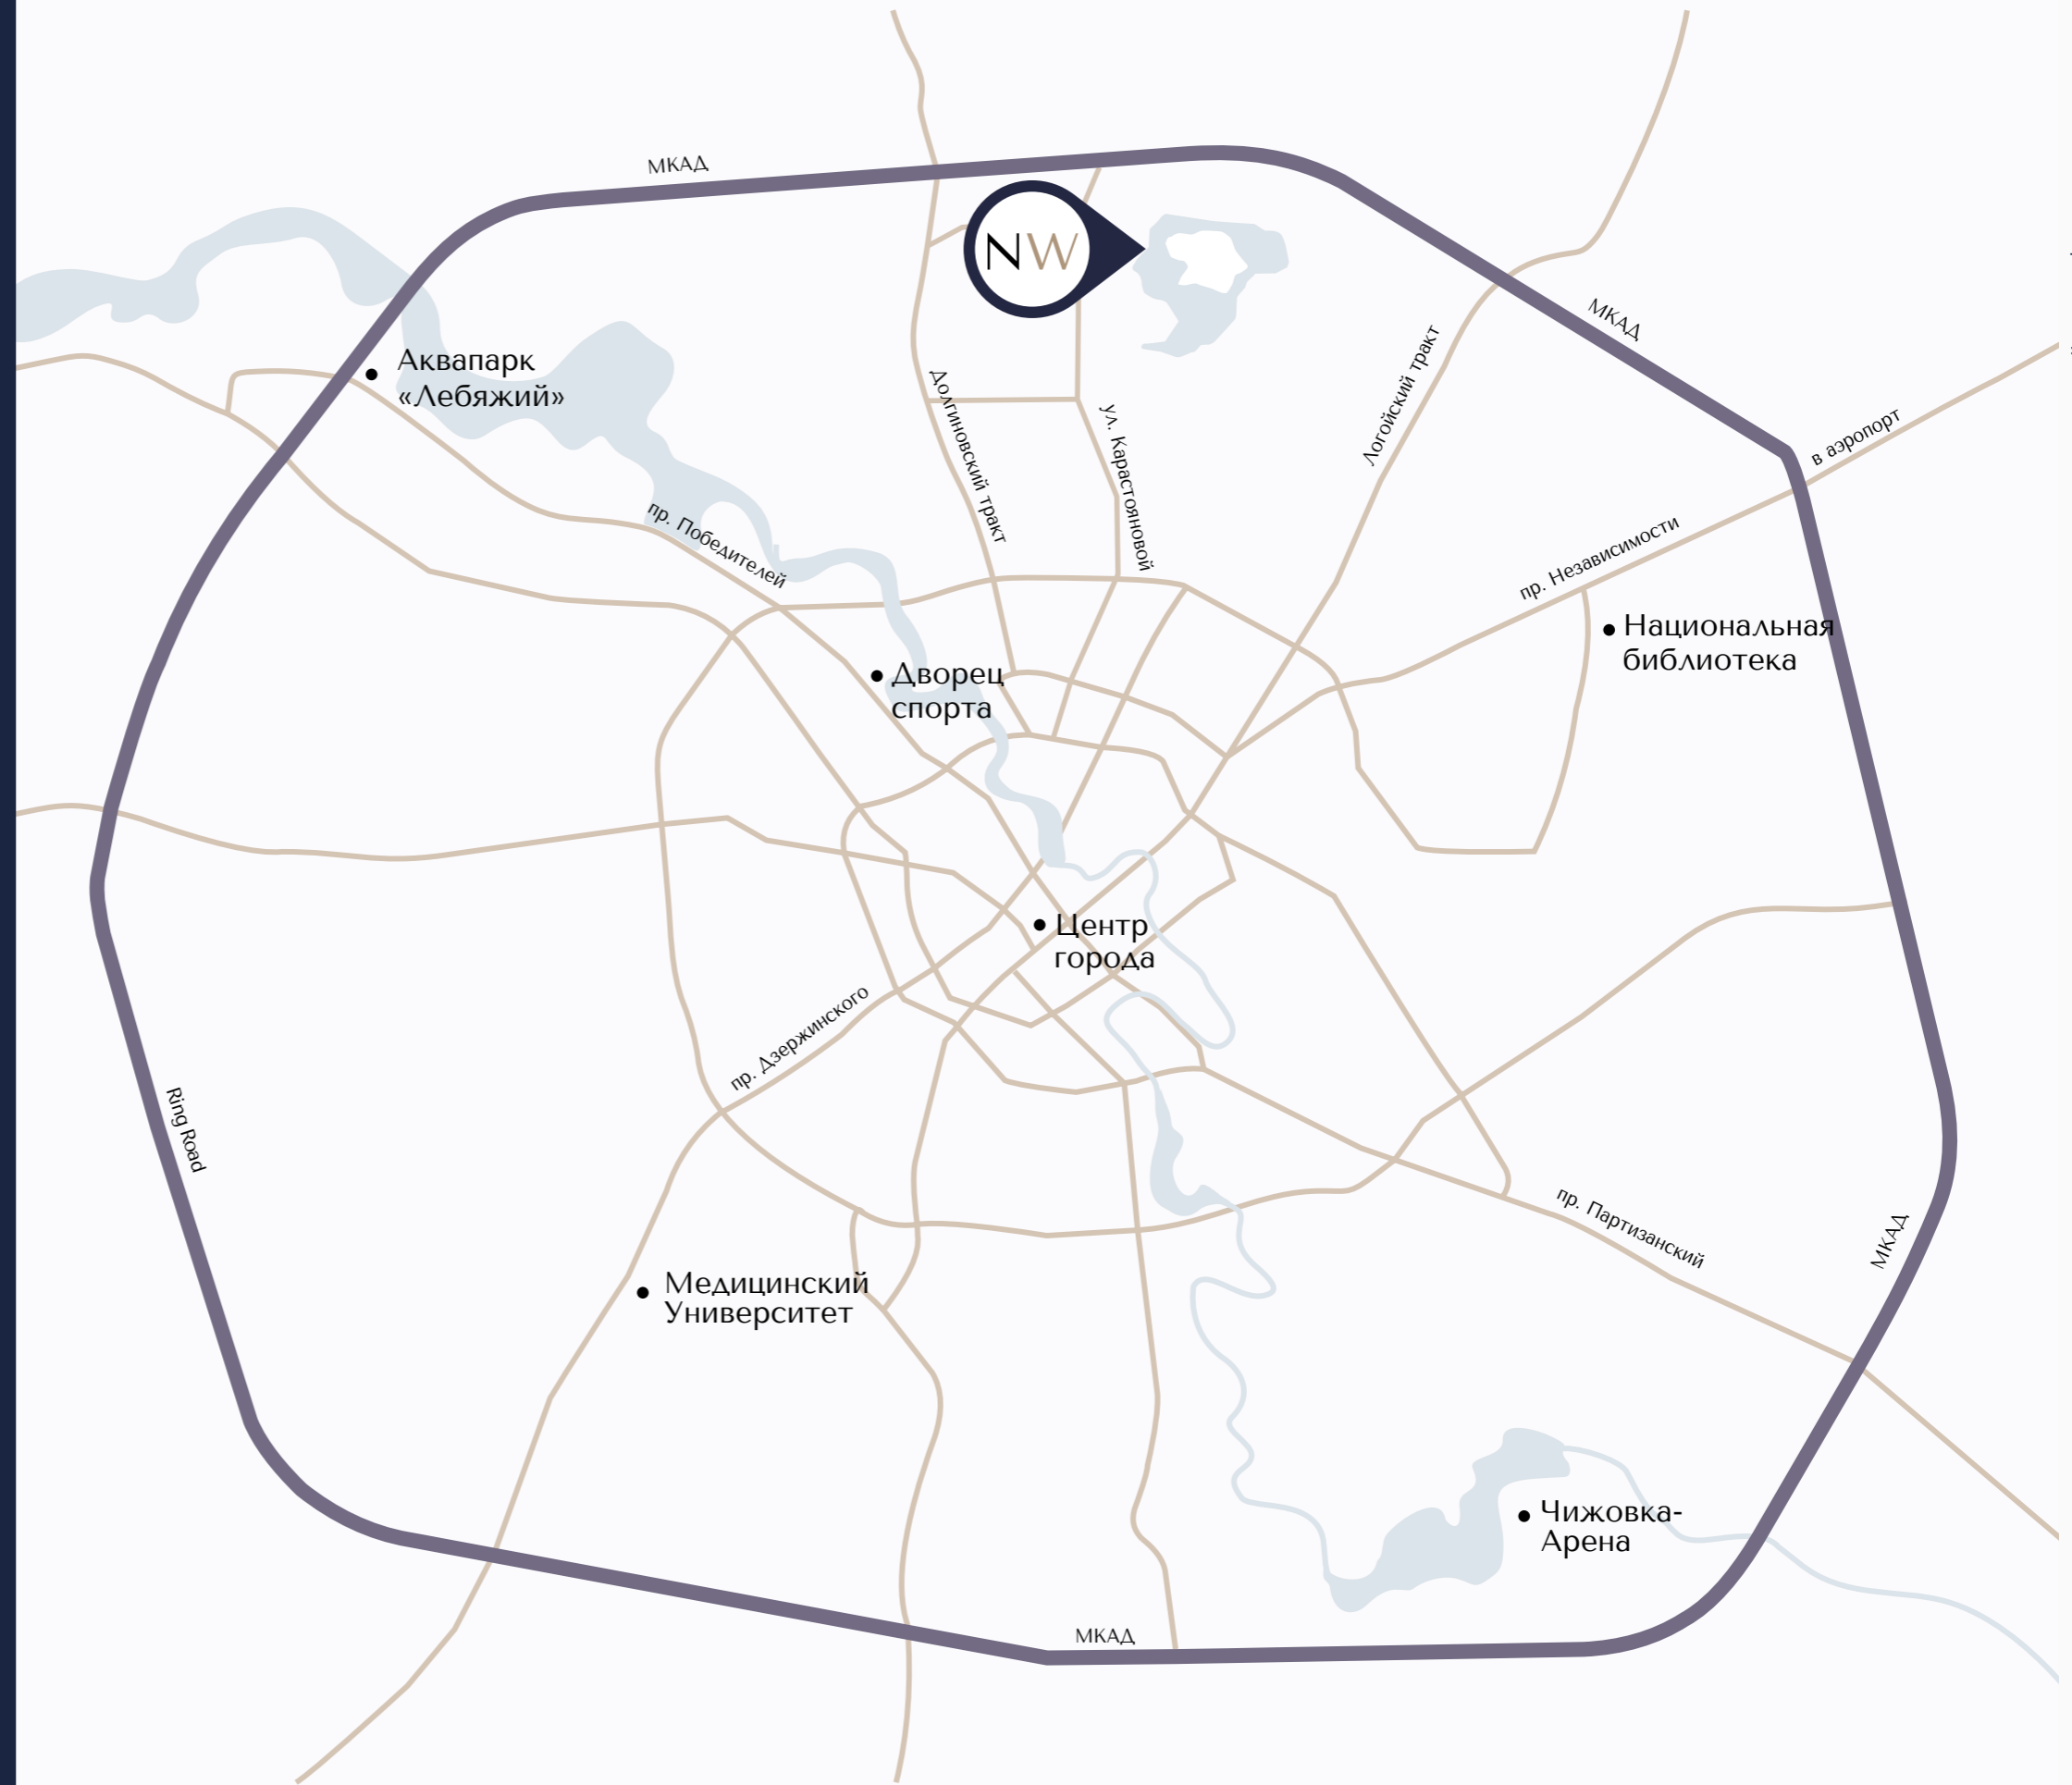 МКАД
NW
МКАД
Аквапарк
«Лебяжий»
Долгиновский тракт
ул. Карастояновой
Логойский тракт
в аэропорт
пр. Победителей
пр. Независимости
Национальная
библиотека
Дворец
спорта
Центр
города
пр. Дзержинского
Ring Road
пр. Партизанский
МКАД
Медицинский
Университет
Чижовка-
Арена
МКАД